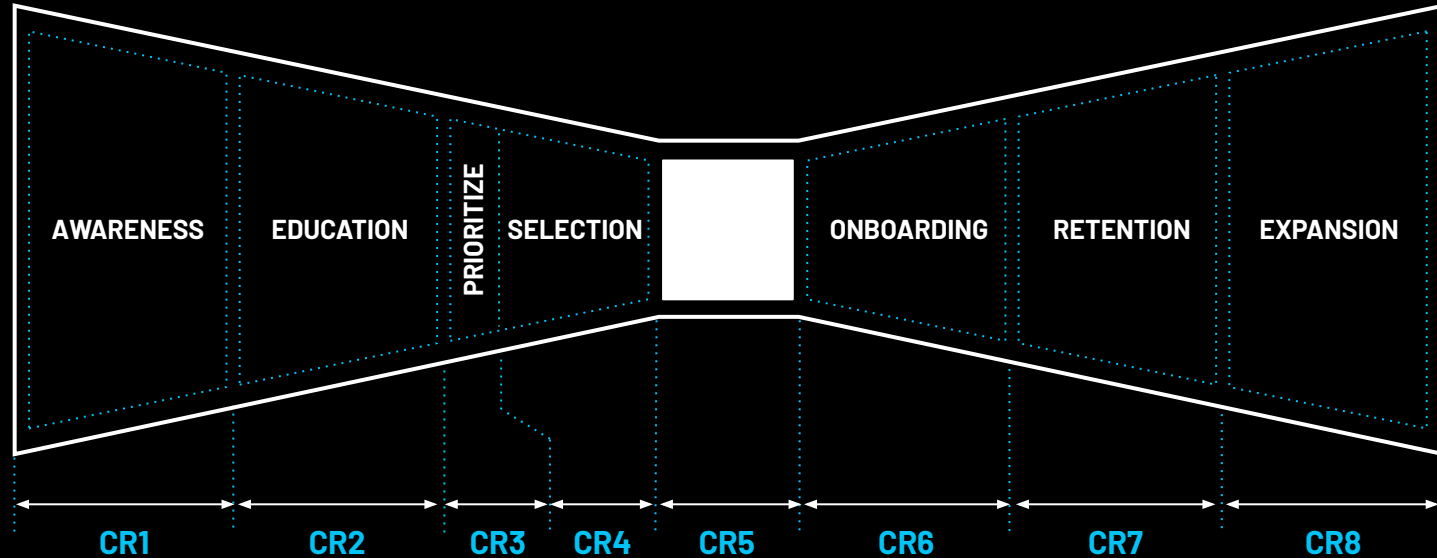 AWARENESS
EDUCATION
PRIORITIZE
SELECTION
ONBOARDING
RETENTION
EXPANSION
CR1
CR2
CR3
CR4
CR5
CR6
CR7
CR8